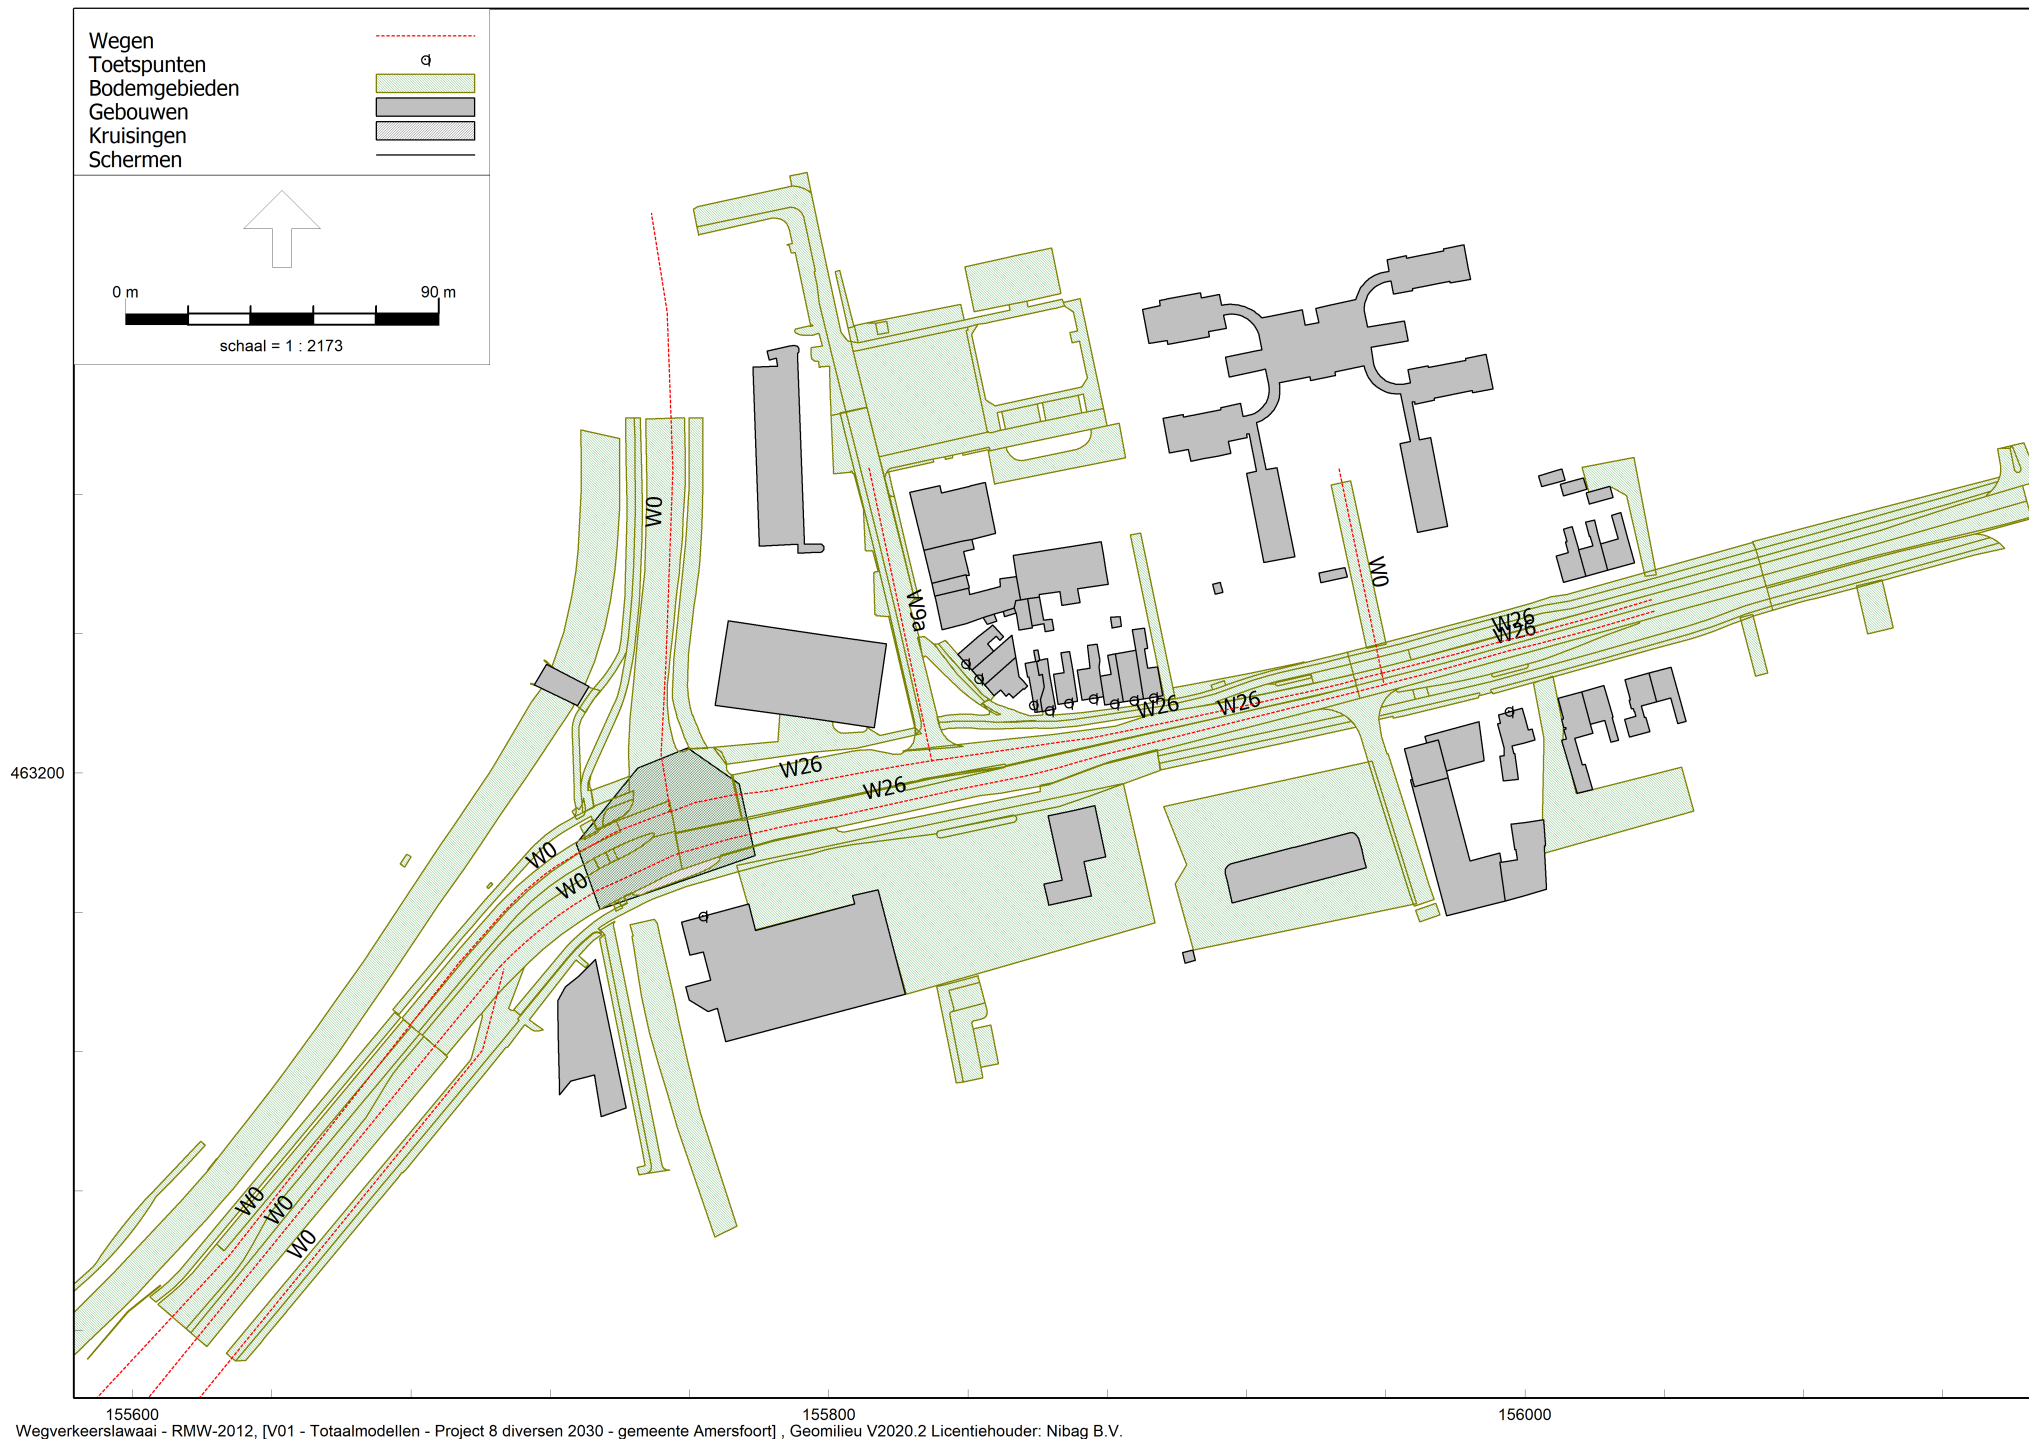 Wegen
Toetspunten
Bodemgebieden
Gebouwen
Kruisingen
Schermen
0 m 90 m
schaal = 1 : 2173
W0
W0
W9a
W26
W26
W26
W26
W26
W26
W0
W0
W0
W0
W0
463200
155600 155800 156000
Wegverkeerslawaai - RMW-2012, [V01 - Totaalmodellen - Project 8 diversen 2030 - gemeente Amersfoort] , Geomilieu V2020.2 Licentiehouder: Nibag B.V.